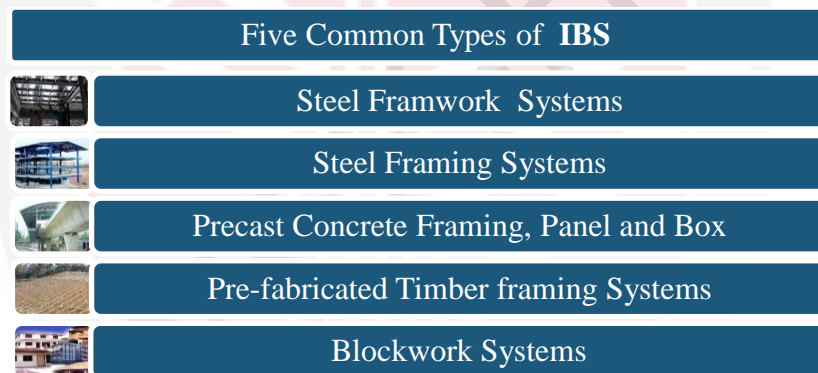 Five Common Types of IBS
Steel Framwork Systems
Steel Framing Systems
Precast Concrete Framing, Panel and Box
Pre-fabricated Timber framing Systems
Blockwork Systems